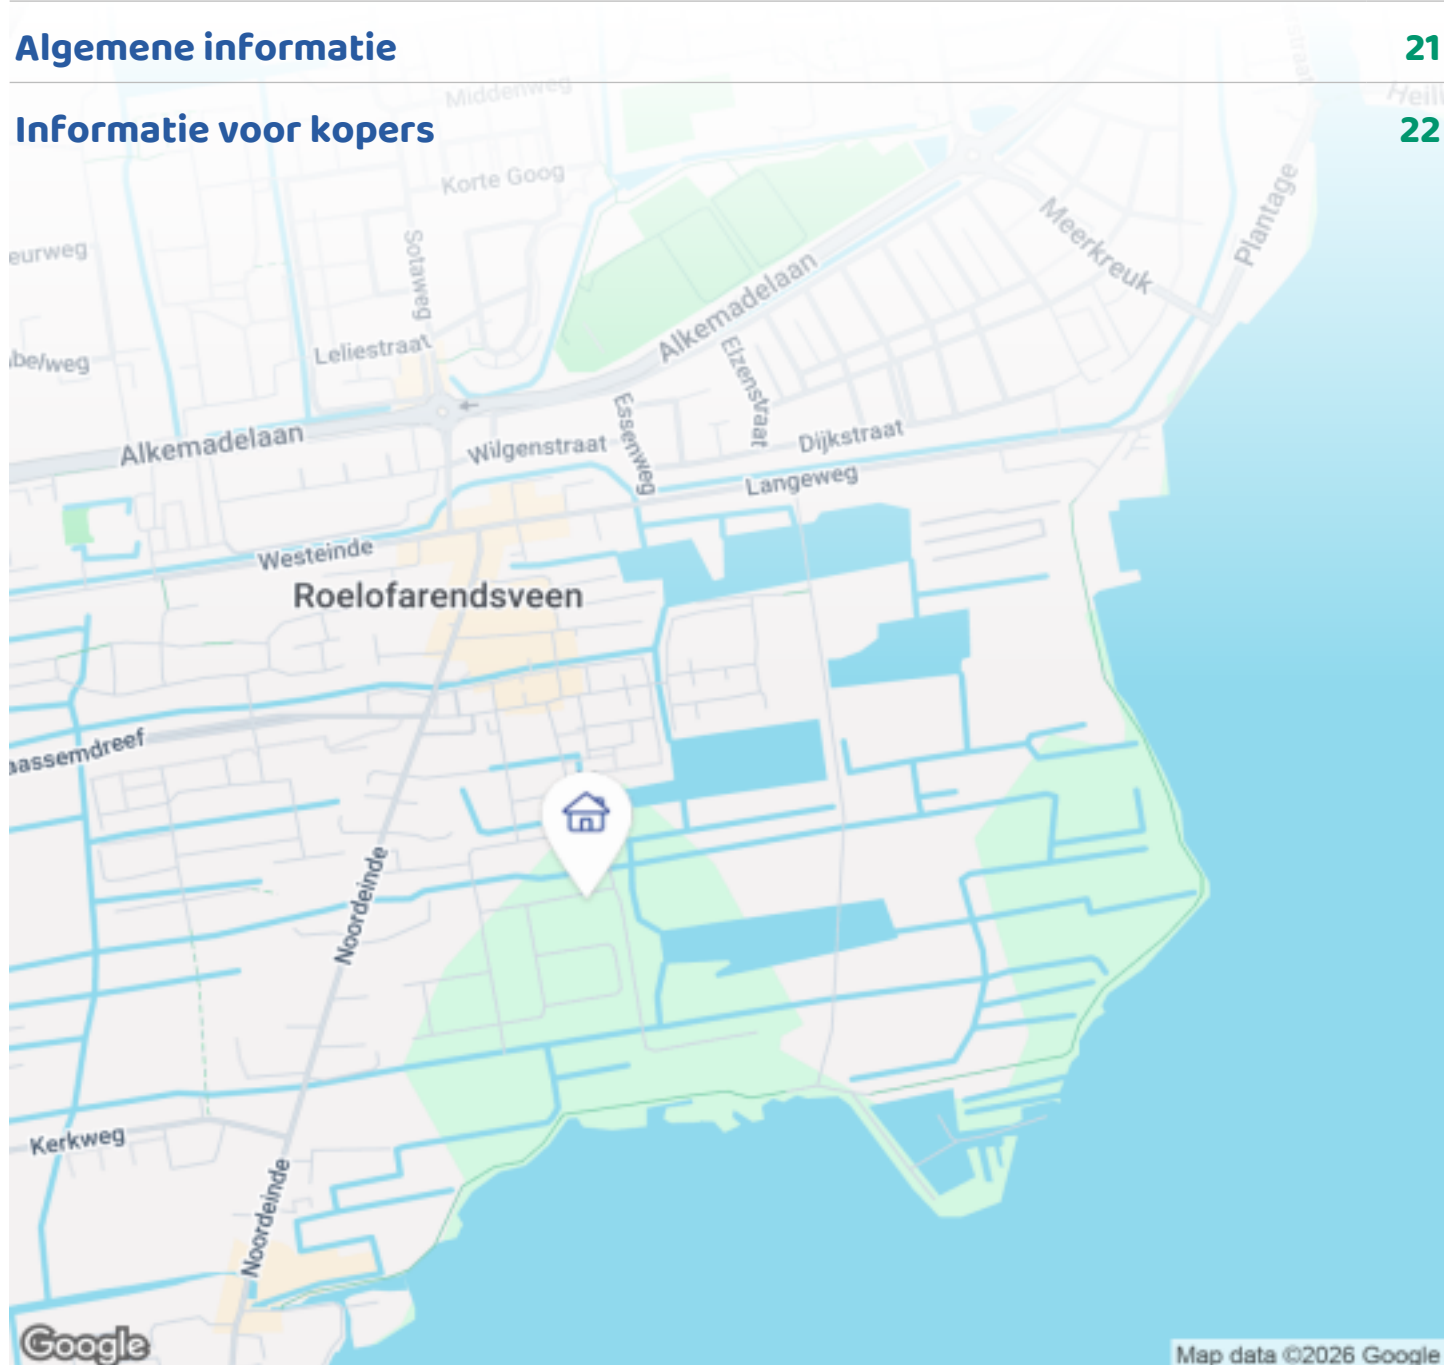 Algemene informatie 21
Informatie voor kopers 22
Middenweg
Korte Goog
Sotaweg
Leliestraat
Alkemadelaan
Meerkreuk
Plantage
Elzenstraat
Essenweg
Alkemadelaan
Wilgenstraat
Dijkstraat
Langeweg
Westeinde
Roelofarendsveen
Noordeinde
Kerkweg
Noordeinde
Google
Map data ©2026 Google